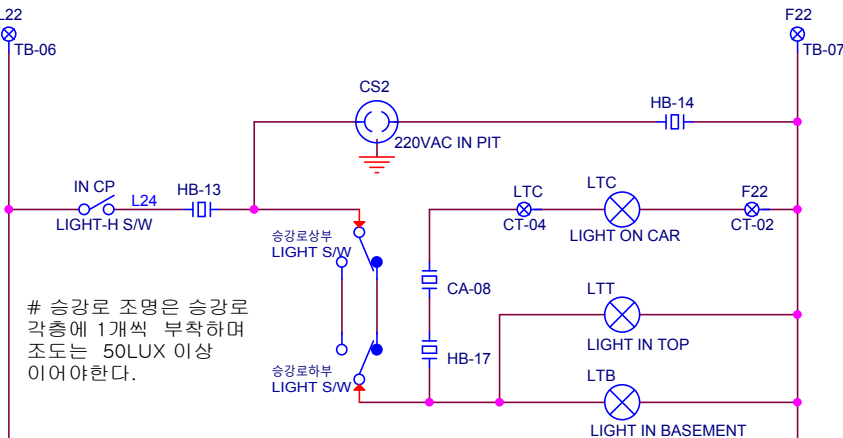 L22
TB-06
F22
TB-07
CS2
220VAC IN PIT
HB-14
IN CP
L24
LIGHT-H S/W
HB-13
승강로상부
LIGHT S/W
LTC
CT-04
LTC
LIGHT ON CAR
F22
CT-02
CA-08
HB-17
LTT
LIGHT IN TOP
승강로하부
LIGHT S/W
LTB
LIGHT IN BASEMENT
# 승강로 조명은 승강로
각층에 1개씩 부착하며
조도는 50LUX 이상
이어야한다.